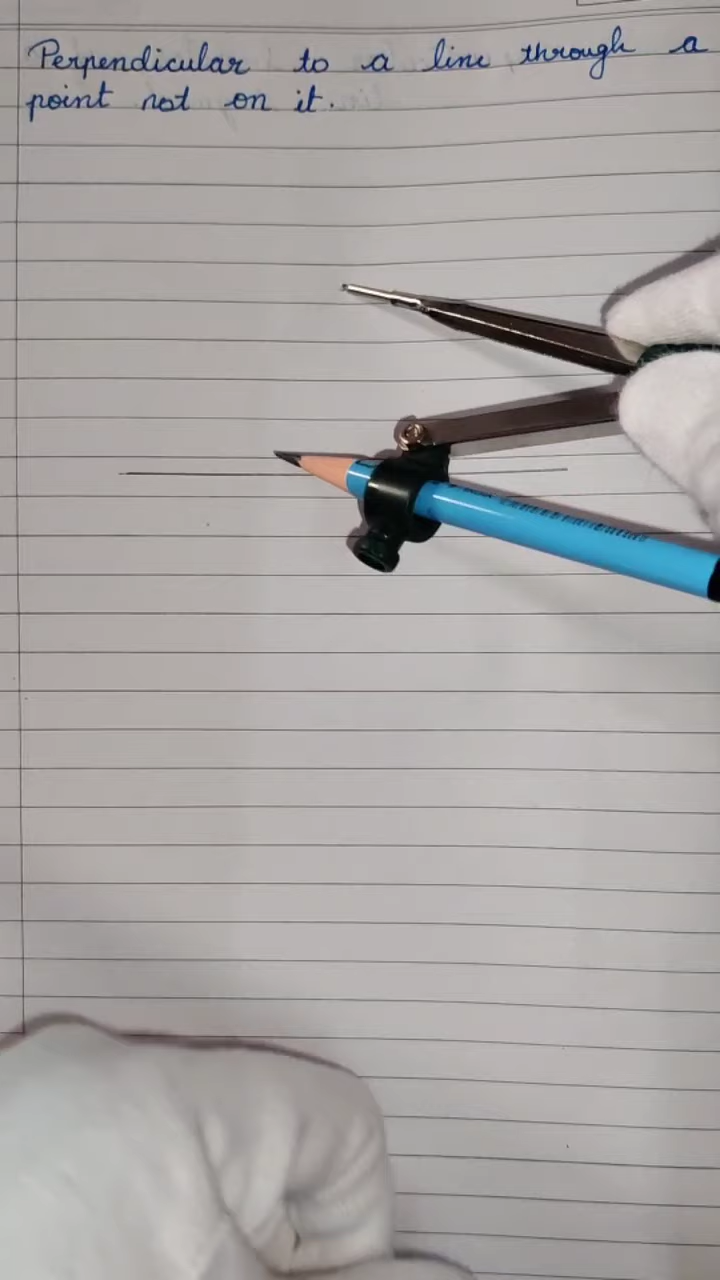 Perpendicular to a line through a
point not on it.